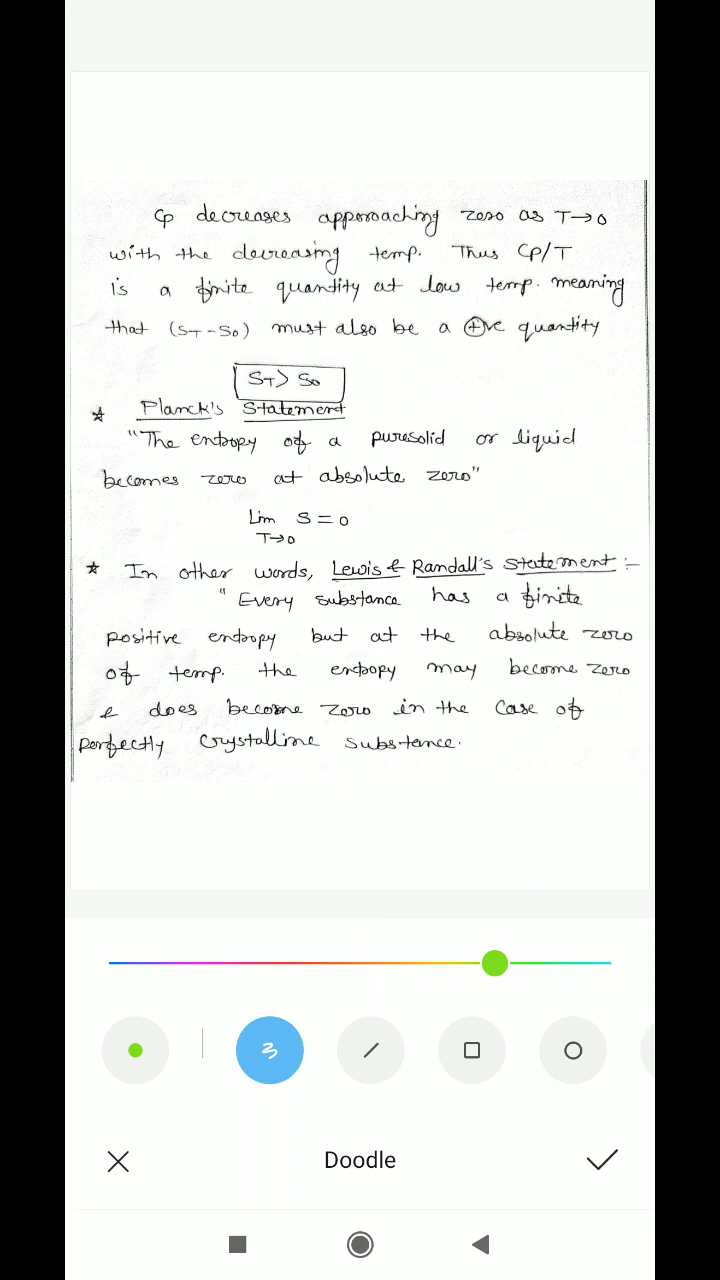 Cp decreases approaching zero as T→0
with the decreasing temp. Thus Cp/T
is a finite quantity at low temp. meaning
that (ST-So) must also be a ⊕ve quantity
ST> So
* Planck's Statement
"The entropy of a puresolid or liquid
becomes zero at absolute zero"
Lim S = 0
T→0
* In other words, Lewis & Randall's Statement :-
" Every substance has a finite
positive entropy but at the absolute zero
of temp. the entropy may become zero
& does become zero in the case of
perfectly crystalline substance.
Doodle